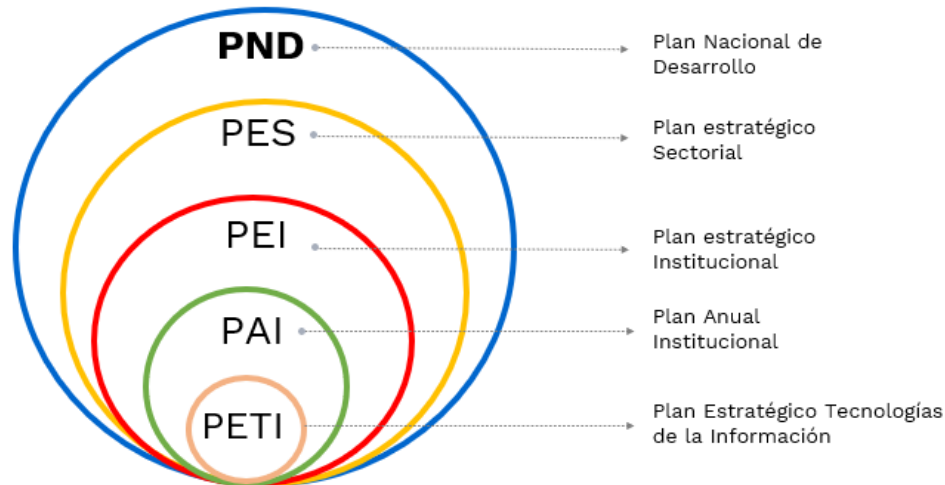 PND
Plan Nacional de
Desarrollo
PES
Plan estratégico
Sectorial
PEI
Plan estratégico
Institucional
PAI
Plan Anual
Institucional
PETI
Plan Estratégico Tecnologías
de la Información